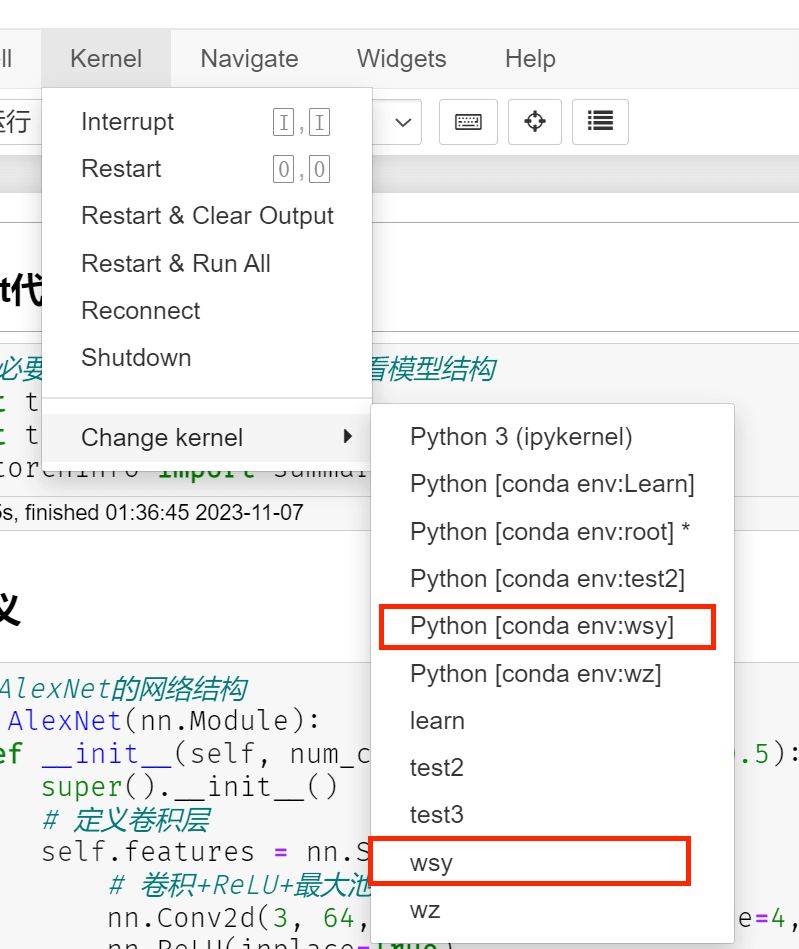 ll Kernel Navigate Widgets Help
运行
Interrupt I,I
Restart 0,0
Restart & Clear Output
Restart & Run All
Reconnect
Shutdown
Change kernel
Python 3 (ipykernel)
Python [conda env:Learn]
Python [conda env:root] *
Python [conda env:test2]
Python [conda env:wsy]
Python [conda env:wz]
learn
test2
test3
wsy
wz
t代
必要 看模型结构
t t
t t
torchinfo import summar
5s, finished 01:36:45 2023-11-07
义
AlexNet的网络结构
AlexNet(nn.Module):
ef __init__(self, num_c .5):
super().__init__()
# 定义卷积层
self.features = nn.S
# 卷积+ReLU+最大池
nn.Conv2d(3, 64, e=4,
nn.ReLU(inplace=True)